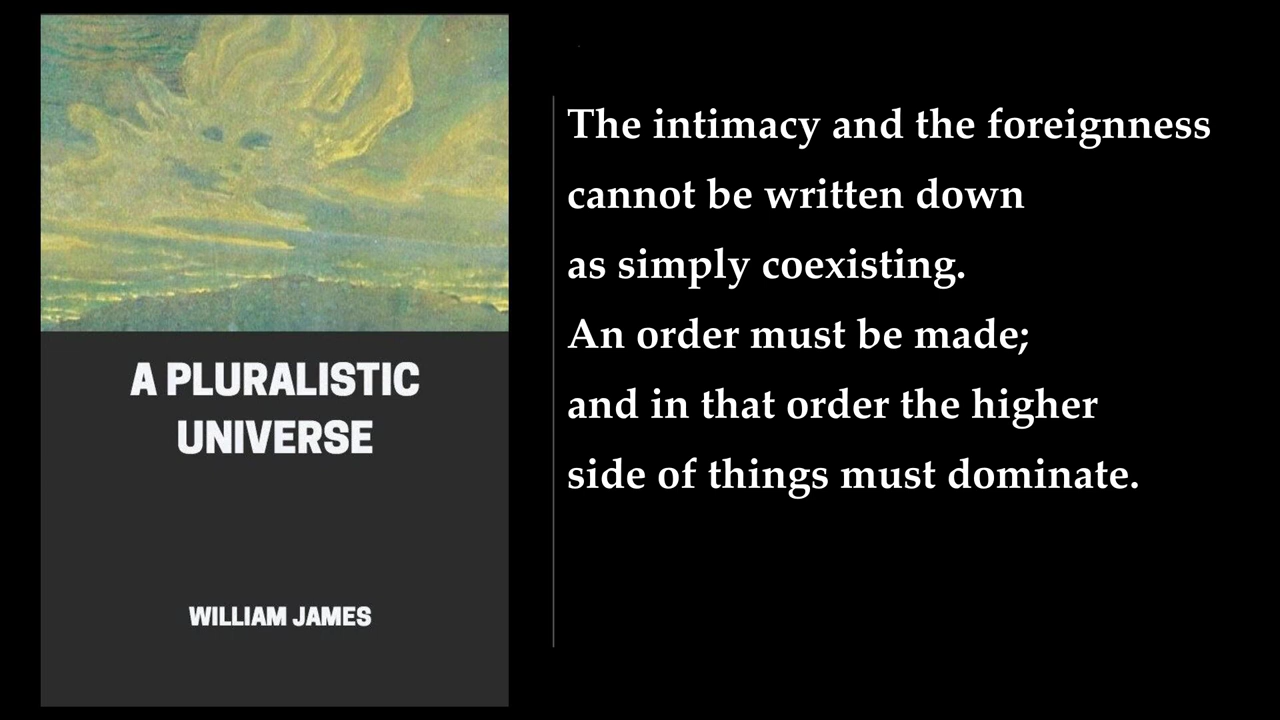 A PLURALISTIC
UNIVERSE
WILLIAM JAMES
The intimacy and the foreignness
cannot be written down
as simply coexisting.
An order must be made;
and in that order the higher
side of things must dominate.